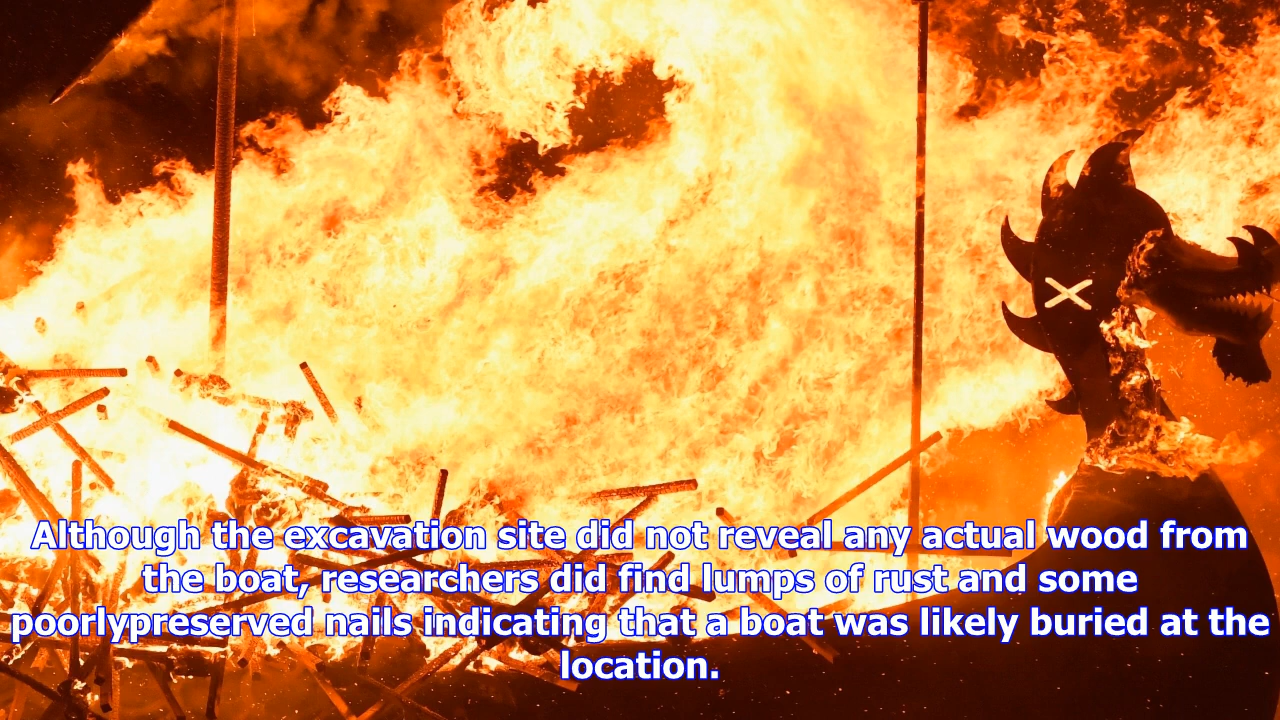 Although the excavation site did not reveal any actual wood from
the boat, researchers did find lumps of rust and some
poorlypreserved nails indicating that a boat was likely buried at the
location.